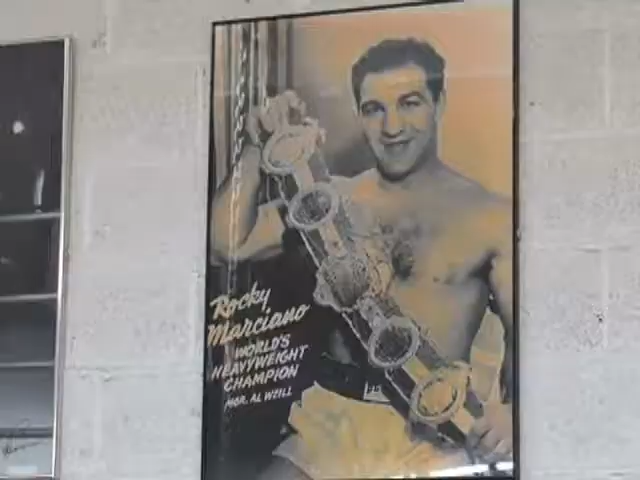 Rocky
Marciano
WORLD'S
HEAVYWEIGHT
CHAMPION
MGR. AL WEILL